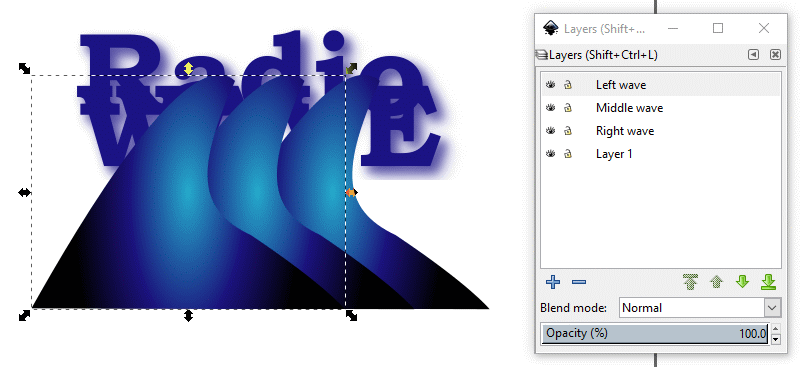 Radio
WAVE
Layers (Shift+ ...
Layers (Shift+Ctrl+L)
Left wave
Middle wave
Right wave
Layer 1
Blend mode: Normal
Opacity (%) 100.0